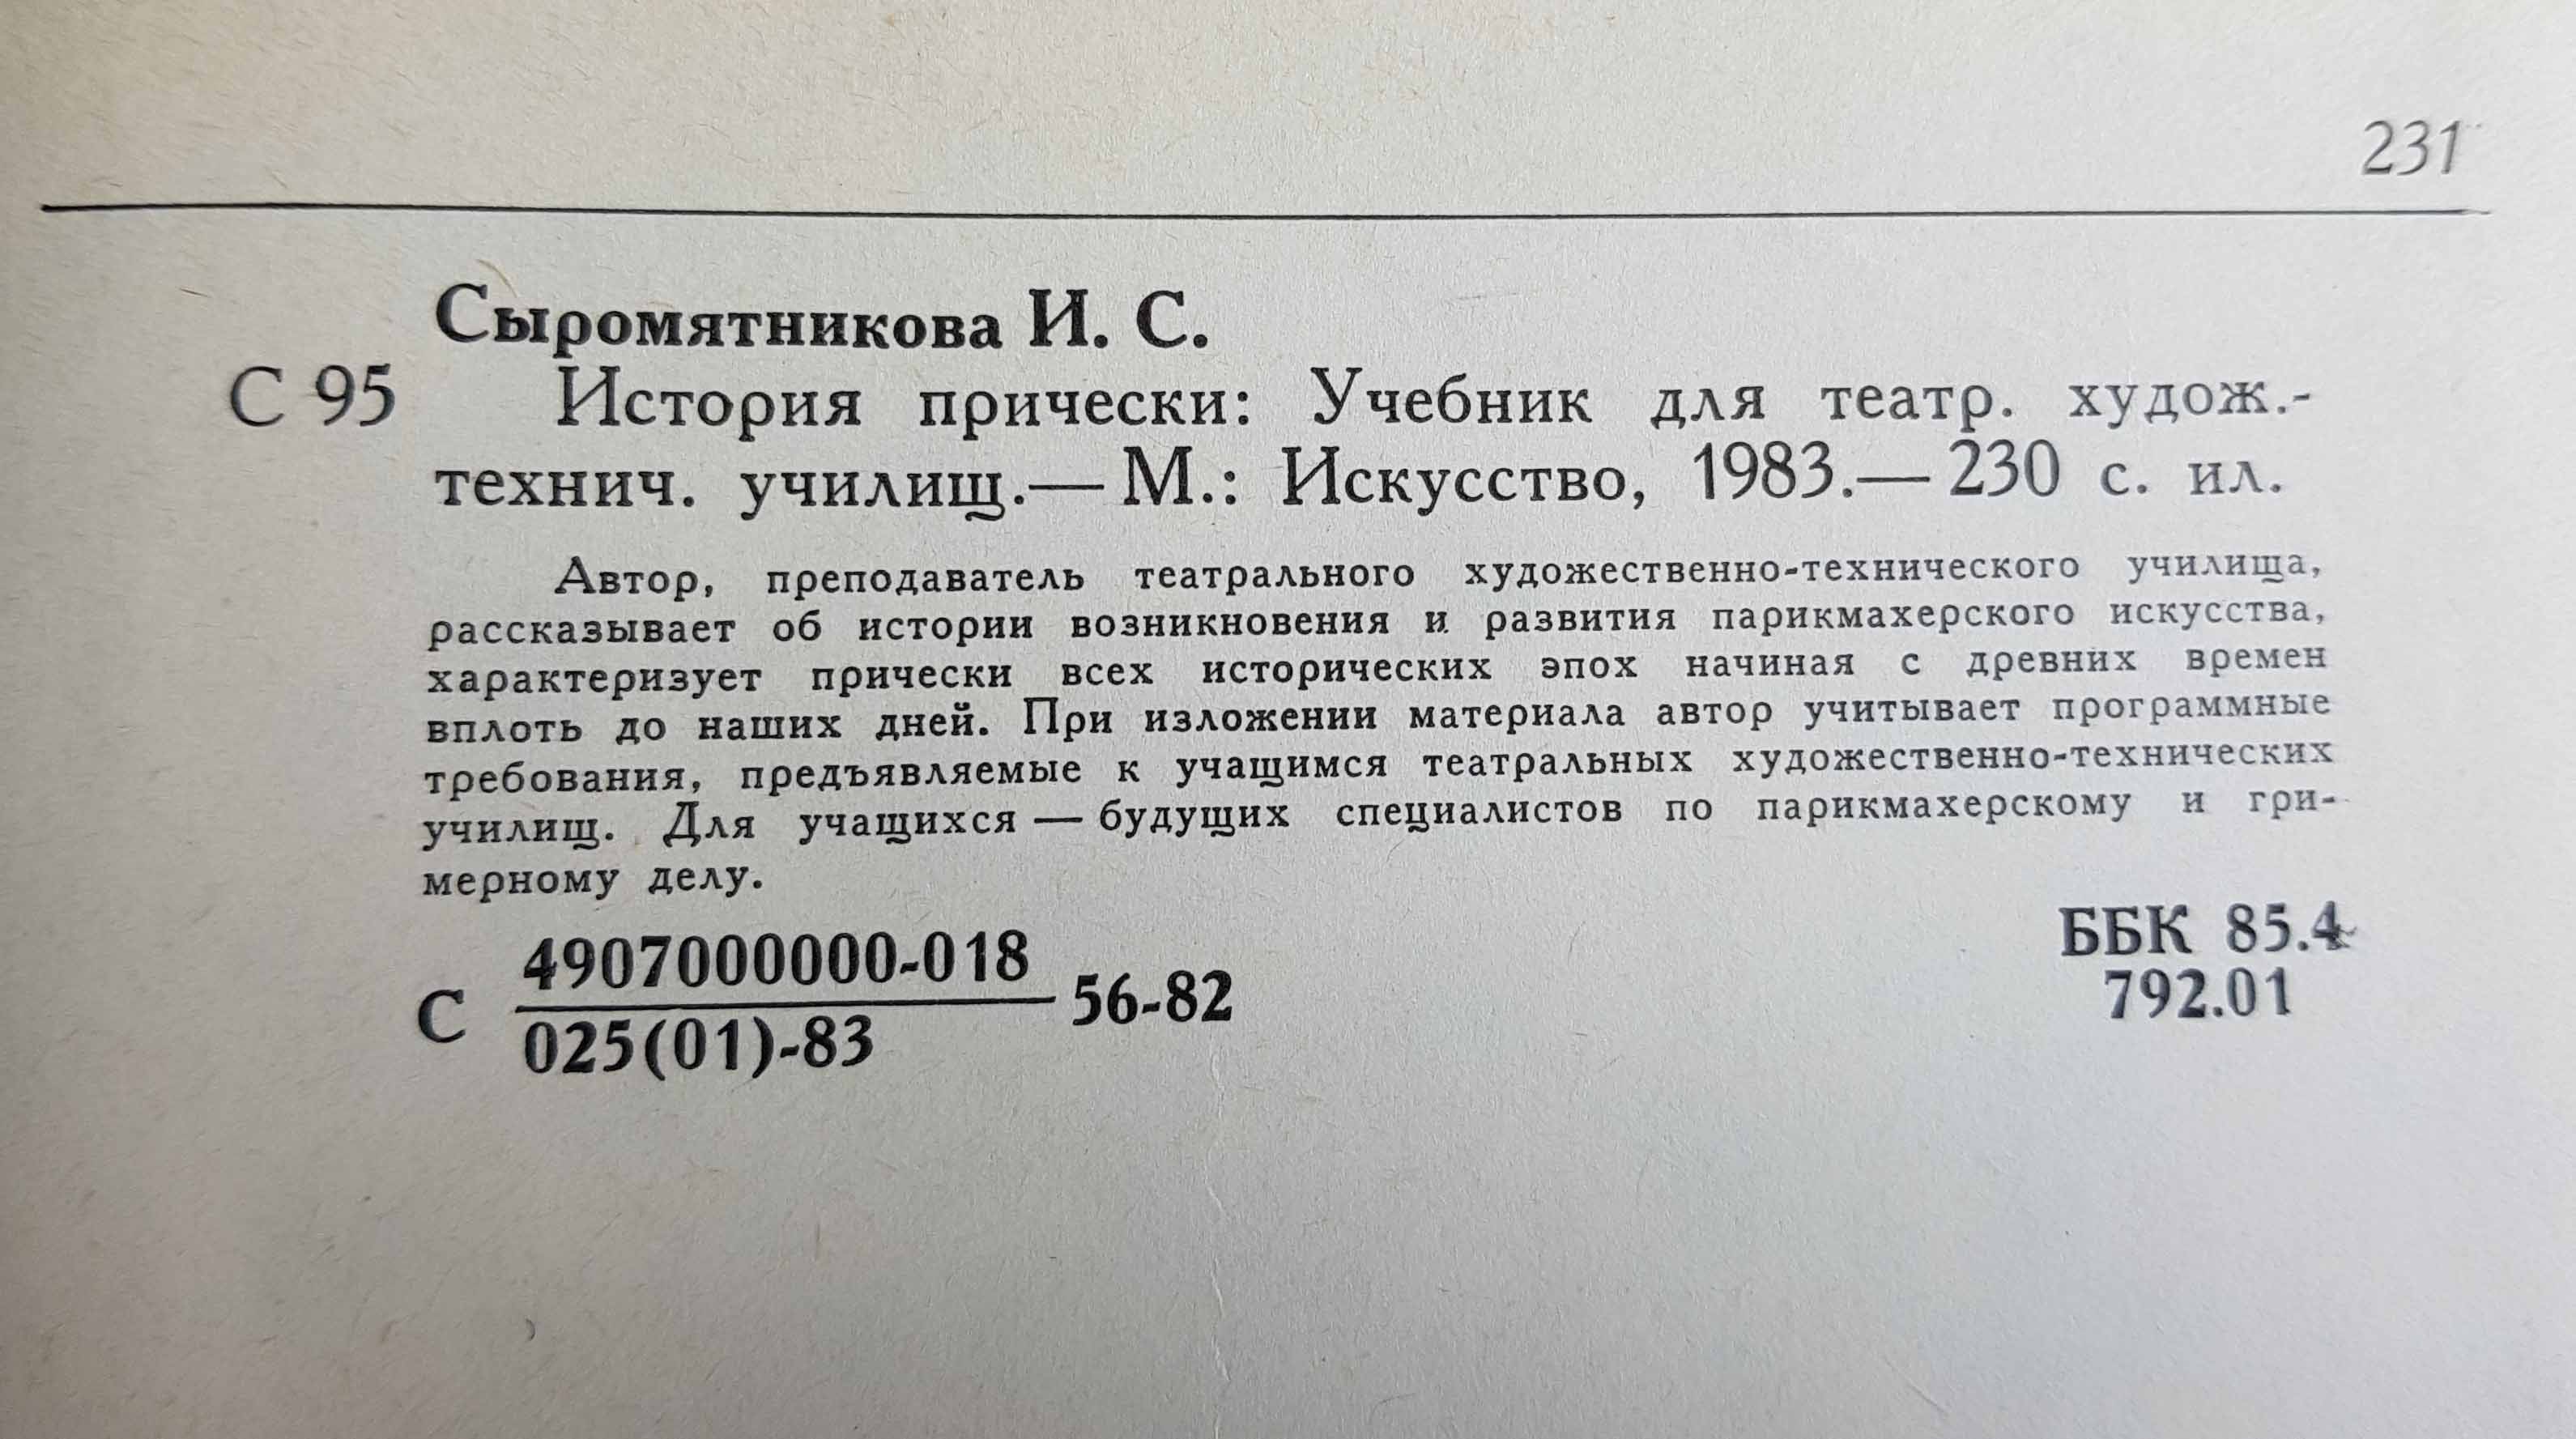 231
Сыромятникова И. С.
С 95 История прически: Учебник для театр. худож.-
технич. училищ.— М.: Искусство, 1983.— 230 с. ил.
Автор, преподаватель театрального художественно-технического училища,
рассказывает об истории возникновения и развития парикмахерского искусства,
характеризует прически всех исторических эпох начиная с древних времен
вплоть до наших дней. При изложении материала автор учитывает программные
требования, предъявляемые к учащимся театральных художественно-технических
училищ. Для учащихся — будущих специалистов по парикмахерскому и гри-
мерному делу.
С 4907000000-018
025(01)-83
56-82
ББК 85.4
792.01